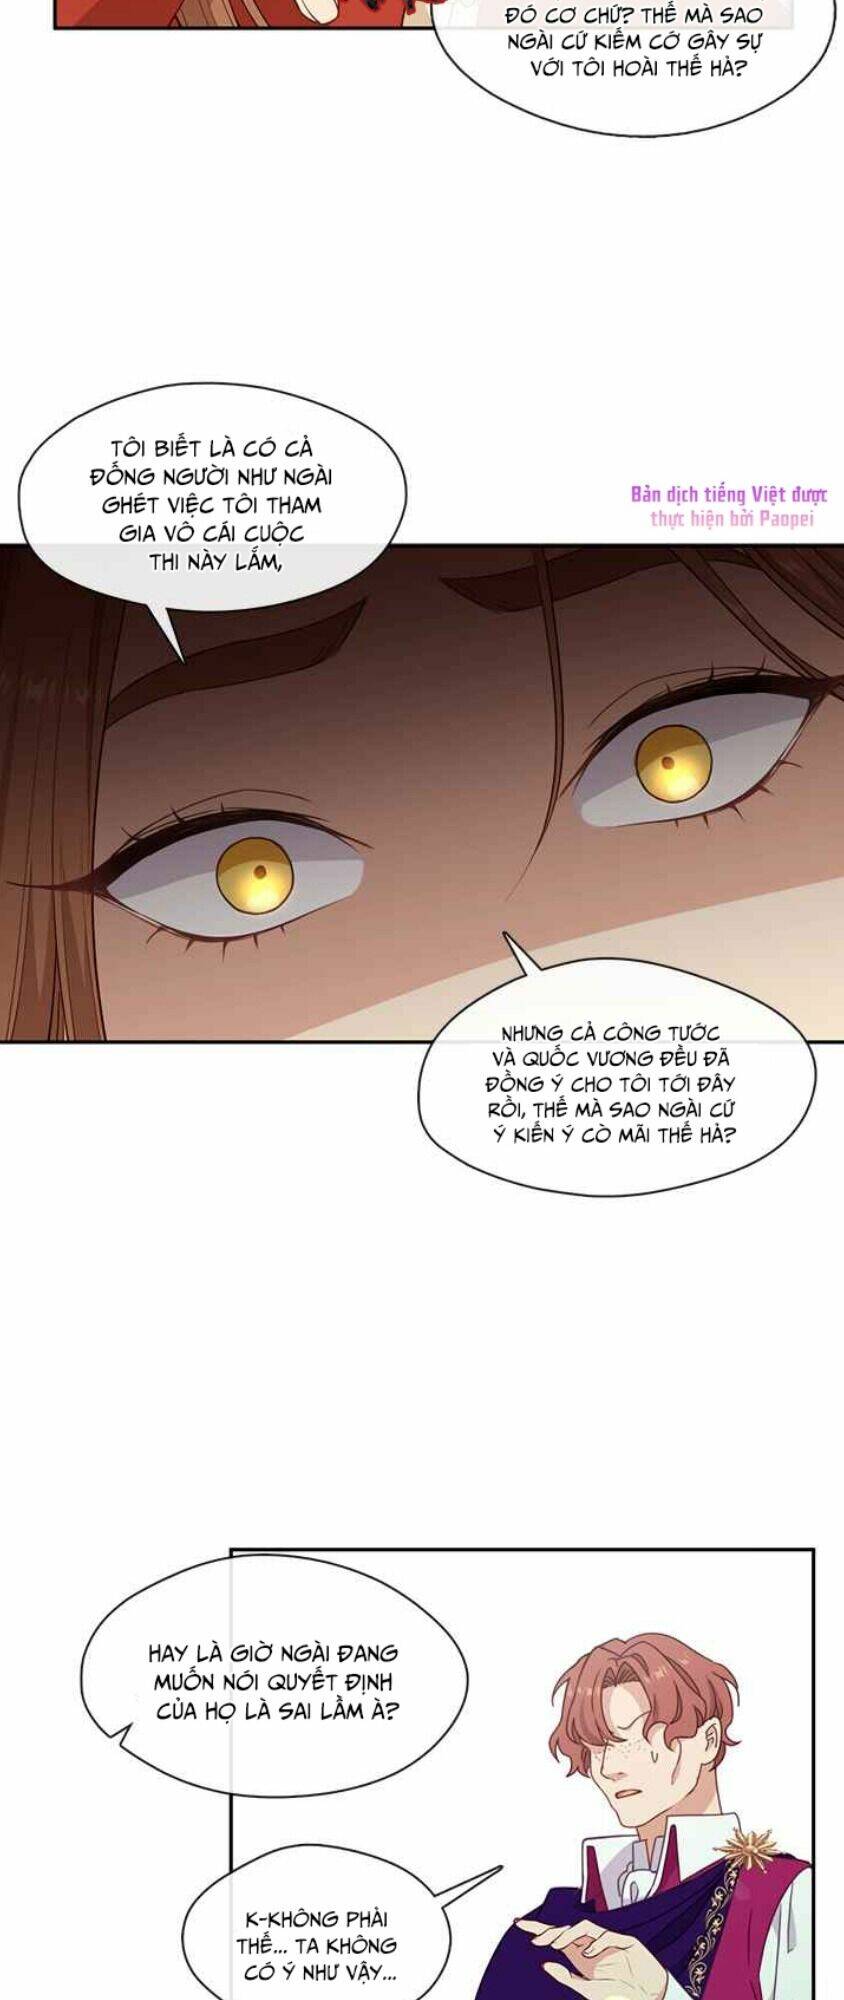 ĐÓ CƠ CHỨ? THẾ MÀ SAO
NGÀI CỨ KIẾM CỚ GÂY SỰ
VỚI TÔI HOÀI THẾ HẢ?
TÔI BIẾT LÀ CÓ CẢ
ĐỐNG NGƯỜI NHƯ NGÀI
GHÉT VIỆC TÔI THAM
GIA VÔ CÁI CUỘC
THI NÀY LẮM,
Bản dịch tiếng Việt được
thực hiện bởi Paopei
NHƯNG CẢ CÔNG TƯỚC
VÀ QUỐC VƯƠNG ĐỀU ĐÃ
ĐỒNG Ý CHO TÔI TỚI ĐÂY
RỒI, THẾ MÀ SAO NGÀI CỨ
Ý KIẾN Ý CÒ MÃI THẾ HẢ?
HAY LÀ GIỜ NGÀI ĐANG
MUỐN NÓI QUYẾT ĐỊNH
CỦA HỌ LÀ SAI LẦM À?
K-KHÔNG PHẢI
THẾ... TA KHÔNG
CÓ Ý NHƯ VẬY...